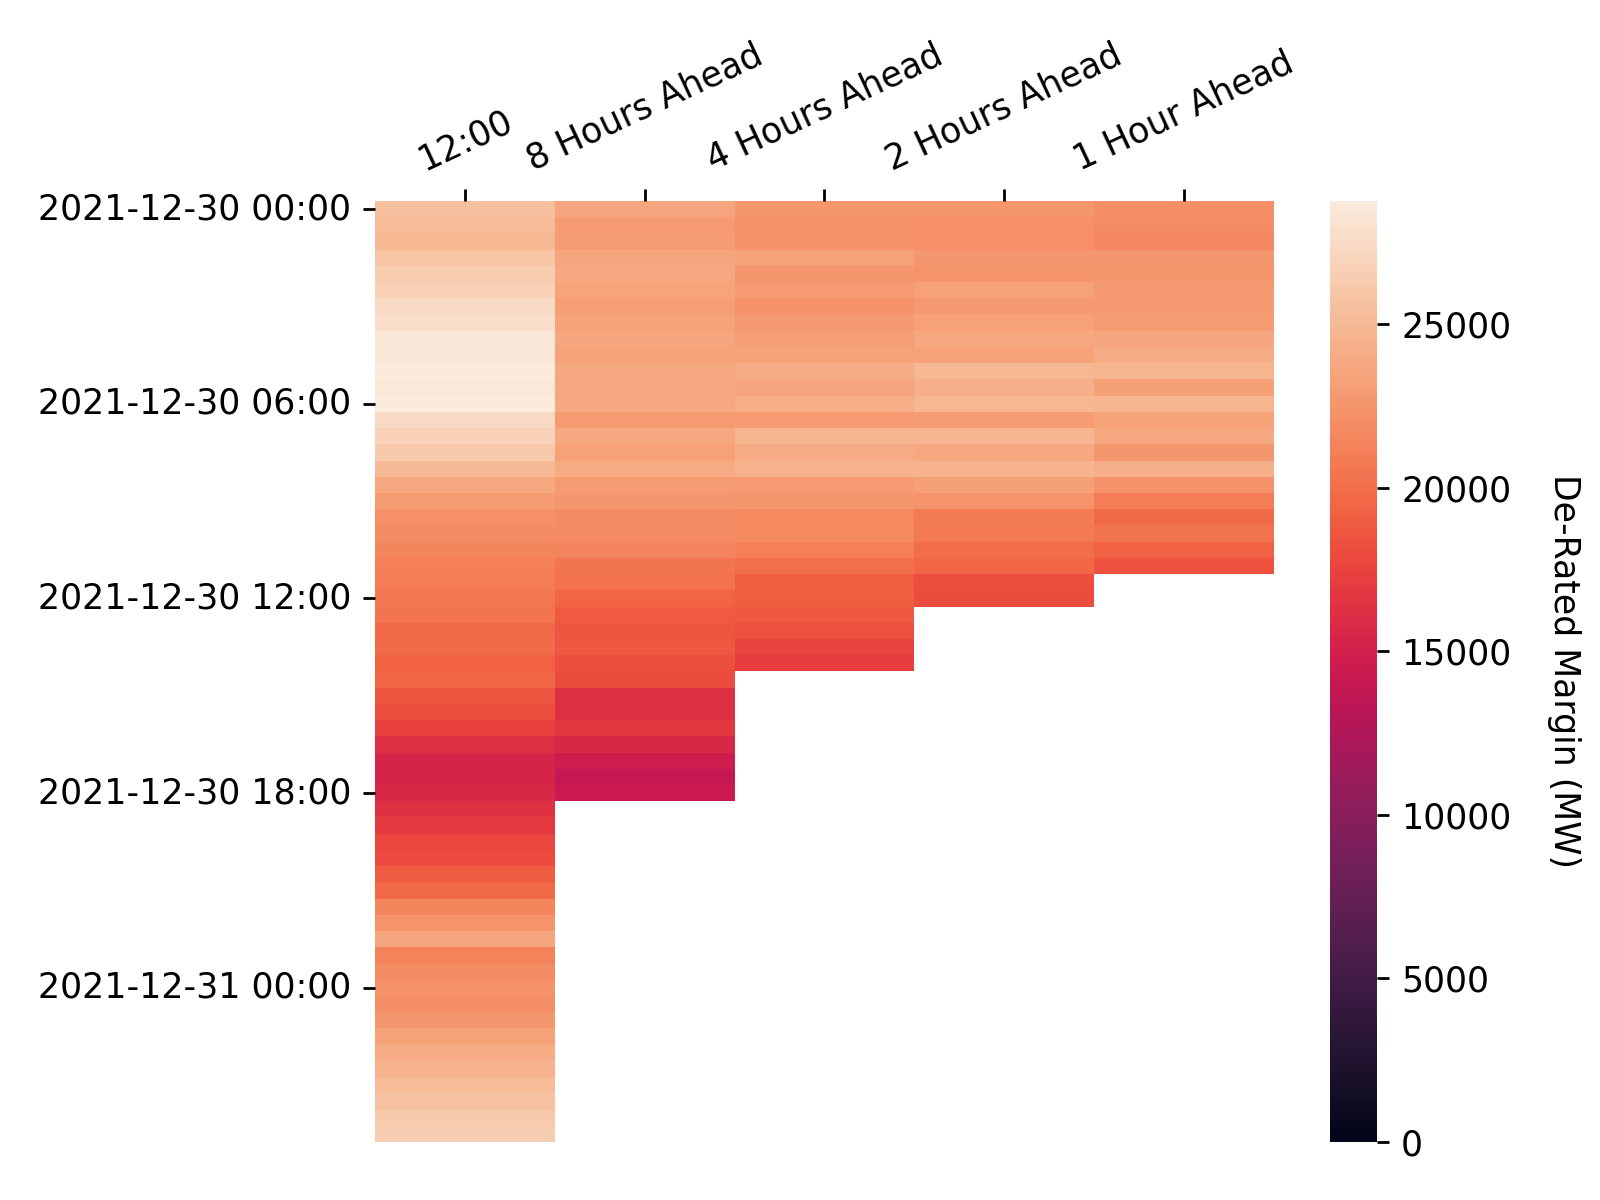 12:00
8 Hours Ahead
4 Hours Ahead
2 Hours Ahead
1 Hour Ahead
2021-12-30 00:00
2021-12-30 06:00
2021-12-30 12:00
2021-12-30 18:00
2021-12-31 00:00
25000
20000
15000
10000
5000
0
De-Rated Margin (MW)